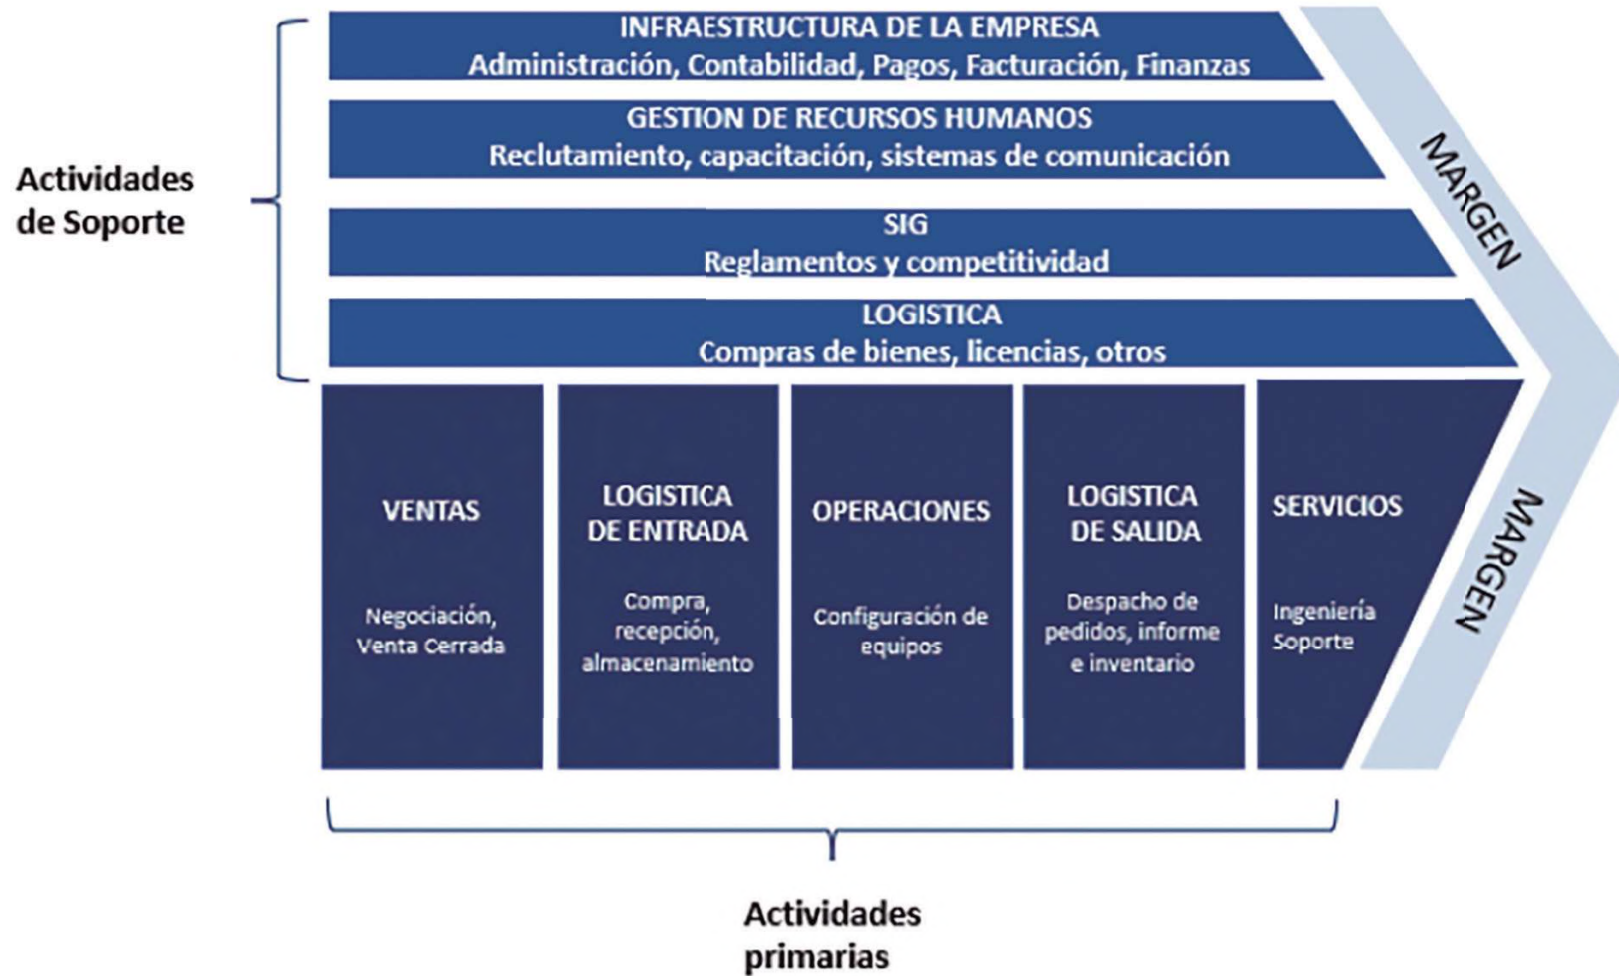 INFRAESTRUCTURA DE LA EMPRESA
Administración, Contabilidad, Pagos, Facturación, Finanzas
GESTION DE RECURSOS HUMANOS
Reclutamiento, capacitación, sistemas de comunicación
Actividades
de Soporte
SIG
Reglamentos y competitividad
LOGISTICA
Compras de bienes, licencias, otros
MARGEN
VENTAS
Negociación,
Venta Cerrada
LOGISTICA
DE ENTRADA
Compra,
recepción,
almacenamiento
OPERACIONES
Configuración de
equipos
LOGISTICA
DE SALIDA
Despacho de
pedidos, informe
e inventario
SERVICIOS
Ingeniería
Soporte
MARGEN
Actividades
primarias